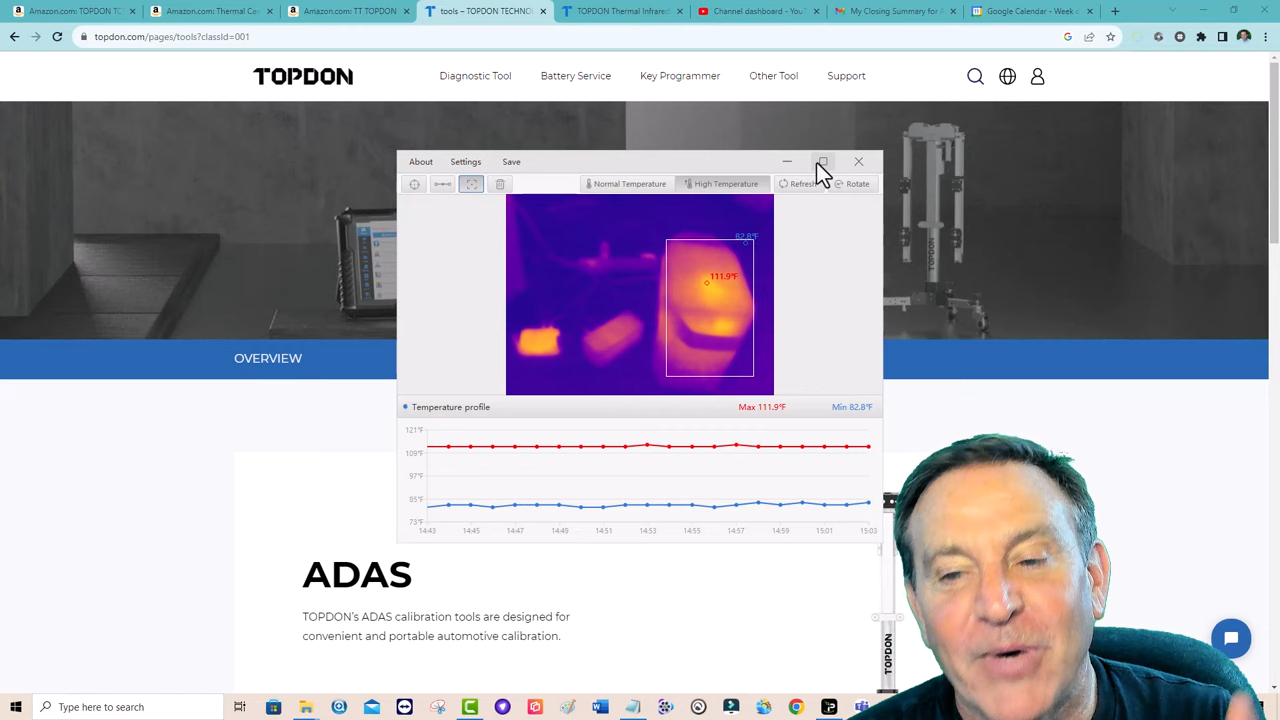 Amazon.com: TOPDON T
Amazon.com: Thermal Ca
Amazon.com: TT TOPDON
tools – TOPDON TECHNOL
TOPDON Thermal Infrared
Channel dashboard - You
My Closing Summary for A
Google Calendar - Week o
topdon.com/pages/tools?classId=001
TOPDON
Diagnostic Tool
Battery Service
Key Programmer
Other Tool
Support
About
Settings
Save
Normal Temperature
High Temperature
Refresh
Rotate
82.8°F
111.9°F
OVERVIEW
Temperature profile
Max 111.9°F
Min 82.8°F
121°F
109°F
97°F
85°F
73°F
14:43
14:45
14:47
14:49
14:51
14:53
14:55
14:57
14:59
15:01
15:03
ADAS
TOPDON's ADAS calibration tools are designed for
convenient and portable automotive calibration.
TOPDON
Type here to search